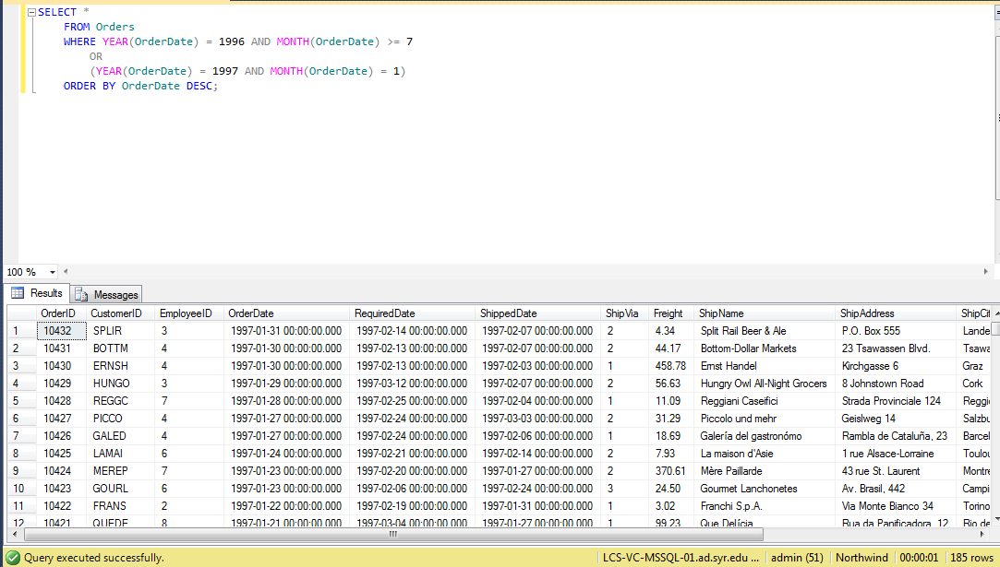 SELECT *
FROM Orders
WHERE YEAR(OrderDate) = 1996 AND MONTH(OrderDate) >= 7
OR
(YEAR(OrderDate) = 1997 AND MONTH(OrderDate) = 1)
ORDER BY OrderDate DESC;
100 %
Results Messages
OrderID CustomerID EmployeeID OrderDate RequiredDate ShippedDate ShipVia Freight ShipName ShipAddress ShipCit
1 10432 SPLIR 3 1997-01-31 00:00:00.000 1997-02-14 00:00:00.000 1997-02-07 00:00:00.000 2 4.34 Split Rail Beer & Ale P.O. Box 555 Lande
2 10431 BOTTM 4 1997-01-30 00:00:00.000 1997-02-13 00:00:00.000 1997-02-07 00:00:00.000 2 44.17 Bottom-Dollar Markets 23 Tsawassen Blvd. Tsawa
3 10430 ERNSH 4 1997-01-30 00:00:00.000 1997-02-13 00:00:00.000 1997-02-03 00:00:00.000 1 458.78 Ernst Handel Kirchgasse 6 Graz
4 10429 HUNGO 3 1997-01-29 00:00:00.000 1997-03-12 00:00:00.000 1997-02-07 00:00:00.000 2 56.63 Hungry Owl All-Night Grocers 8 Johnstown Road Cork
5 10428 REGGC 7 1997-01-28 00:00:00.000 1997-02-25 00:00:00.000 1997-02-04 00:00:00.000 1 11.09 Reggiani Caseifici Strada Provinciale 124 Reggi
6 10427 PICCO 4 1997-01-27 00:00:00.000 1997-02-24 00:00:00.000 1997-03-03 00:00:00.000 2 31.29 Piccolo und mehr Geislweg 14 Salzbu
7 10426 GALED 4 1997-01-27 00:00:00.000 1997-02-24 00:00:00.000 1997-02-06 00:00:00.000 1 18.69 Galería del gastronómo Rambla de Cataluña, 23 Barcel
8 10425 LAMAI 6 1997-01-24 00:00:00.000 1997-02-21 00:00:00.000 1997-02-14 00:00:00.000 2 7.93 La maison d'Asie 1 rue Alsace-Lorraine Toulou
9 10424 MEREP 7 1997-01-23 00:00:00.000 1997-02-20 00:00:00.000 1997-01-27 00:00:00.000 2 370.61 Mère Paillarde 43 rue St. Laurent Montre
10 10423 GOURL 6 1997-01-23 00:00:00.000 1997-02-06 00:00:00.000 1997-02-24 00:00:00.000 3 24.50 Gourmet Lanchonetes Av. Brasil, 442 Campi
11 10422 FRANS 2 1997-01-22 00:00:00.000 1997-02-19 00:00:00.000 1997-01-31 00:00:00.000 1 3.02 Franchi S.p.A. Via Monte Bianco 34 Torino
12 10421 QUEDE 8 1997-01-21 00:00:00.000 1997-03-04 00:00:00.000 1997-01-27 00:00:00.000 1 99.23 Que Delícia Rua da Panificadora, 12 Rio de
Query executed successfully. LCS-VC-MSSQL-01.ad.syr.edu ... admin (51) Northwind 00:00:01 185 rows